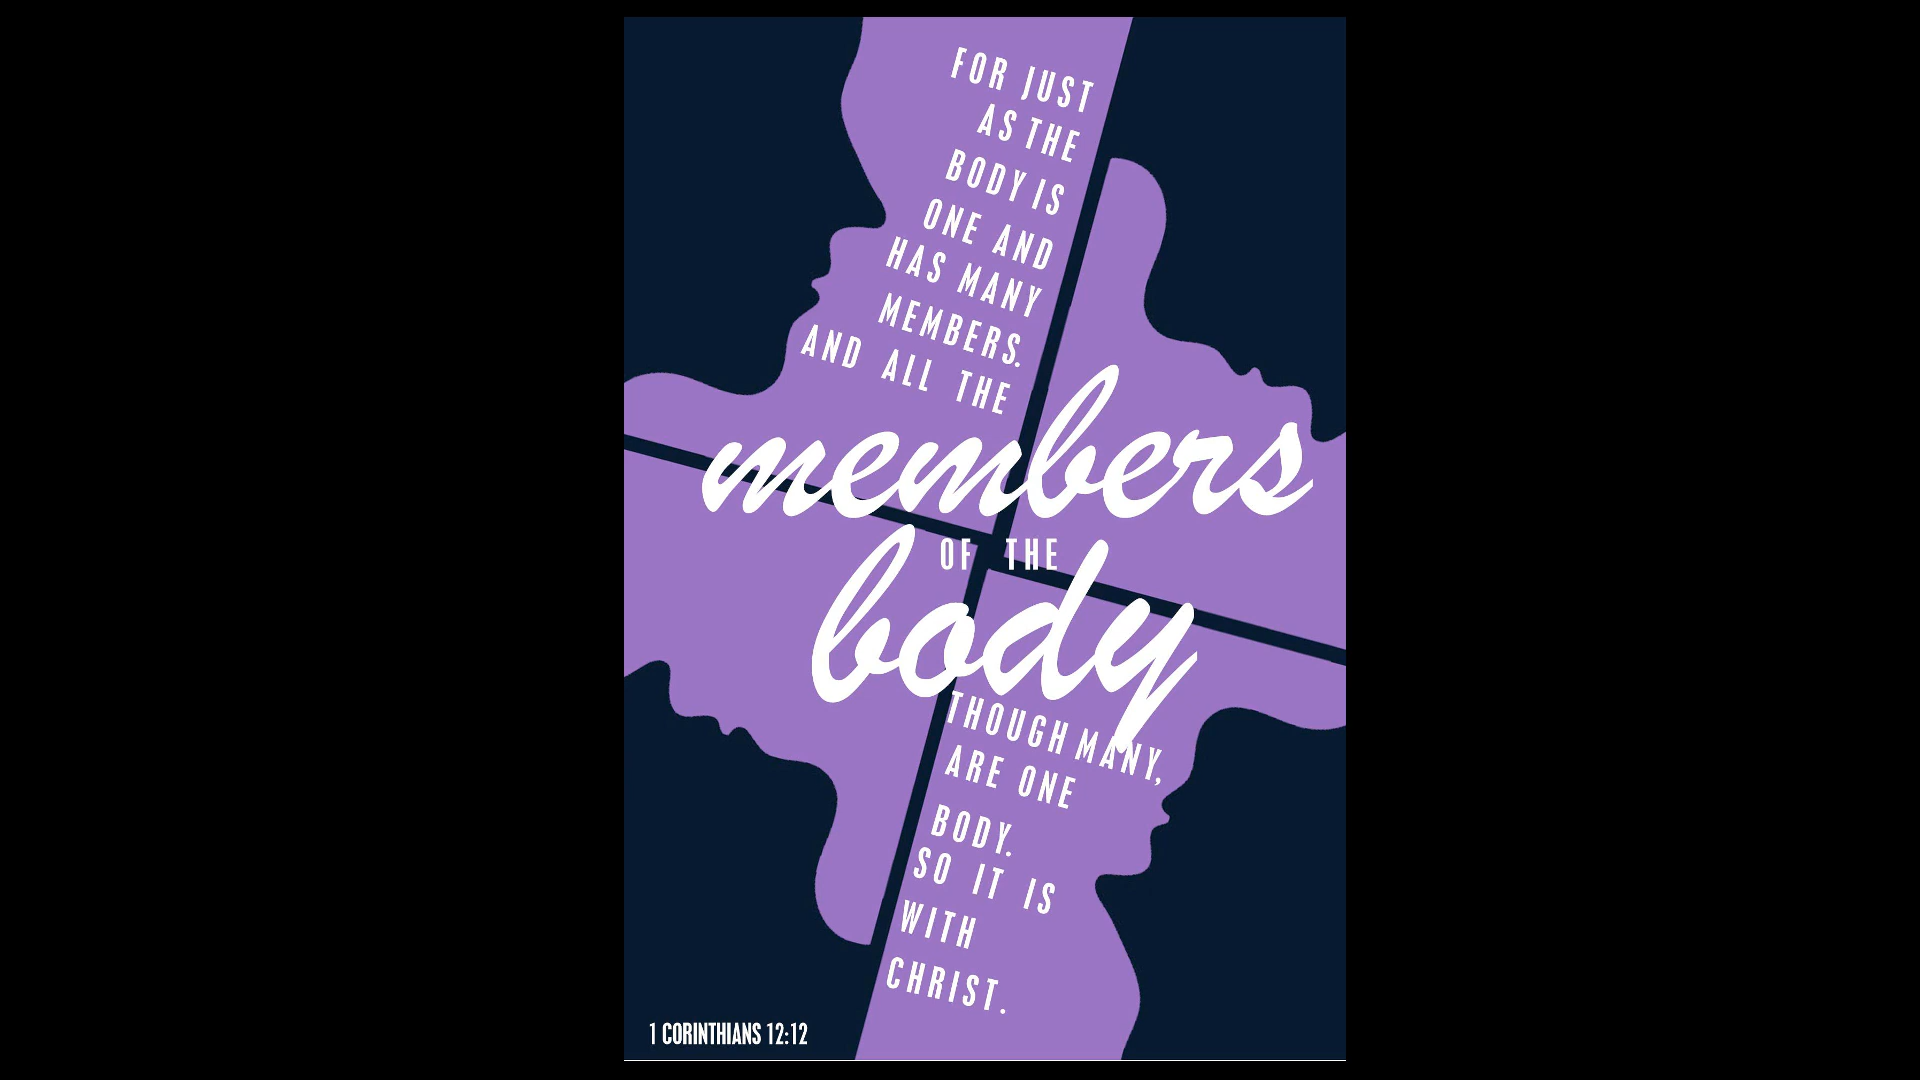 FOR JUST
AS THE
BODY IS
ONE AND
HAS MANY
MEMBERS.
AND ALL THE
members
OF THE
body
THOUGH MANY,
ARE ONE
BODY.
SO IT IS
WITH
CHRIST.
1 CORINTHIANS 12:12